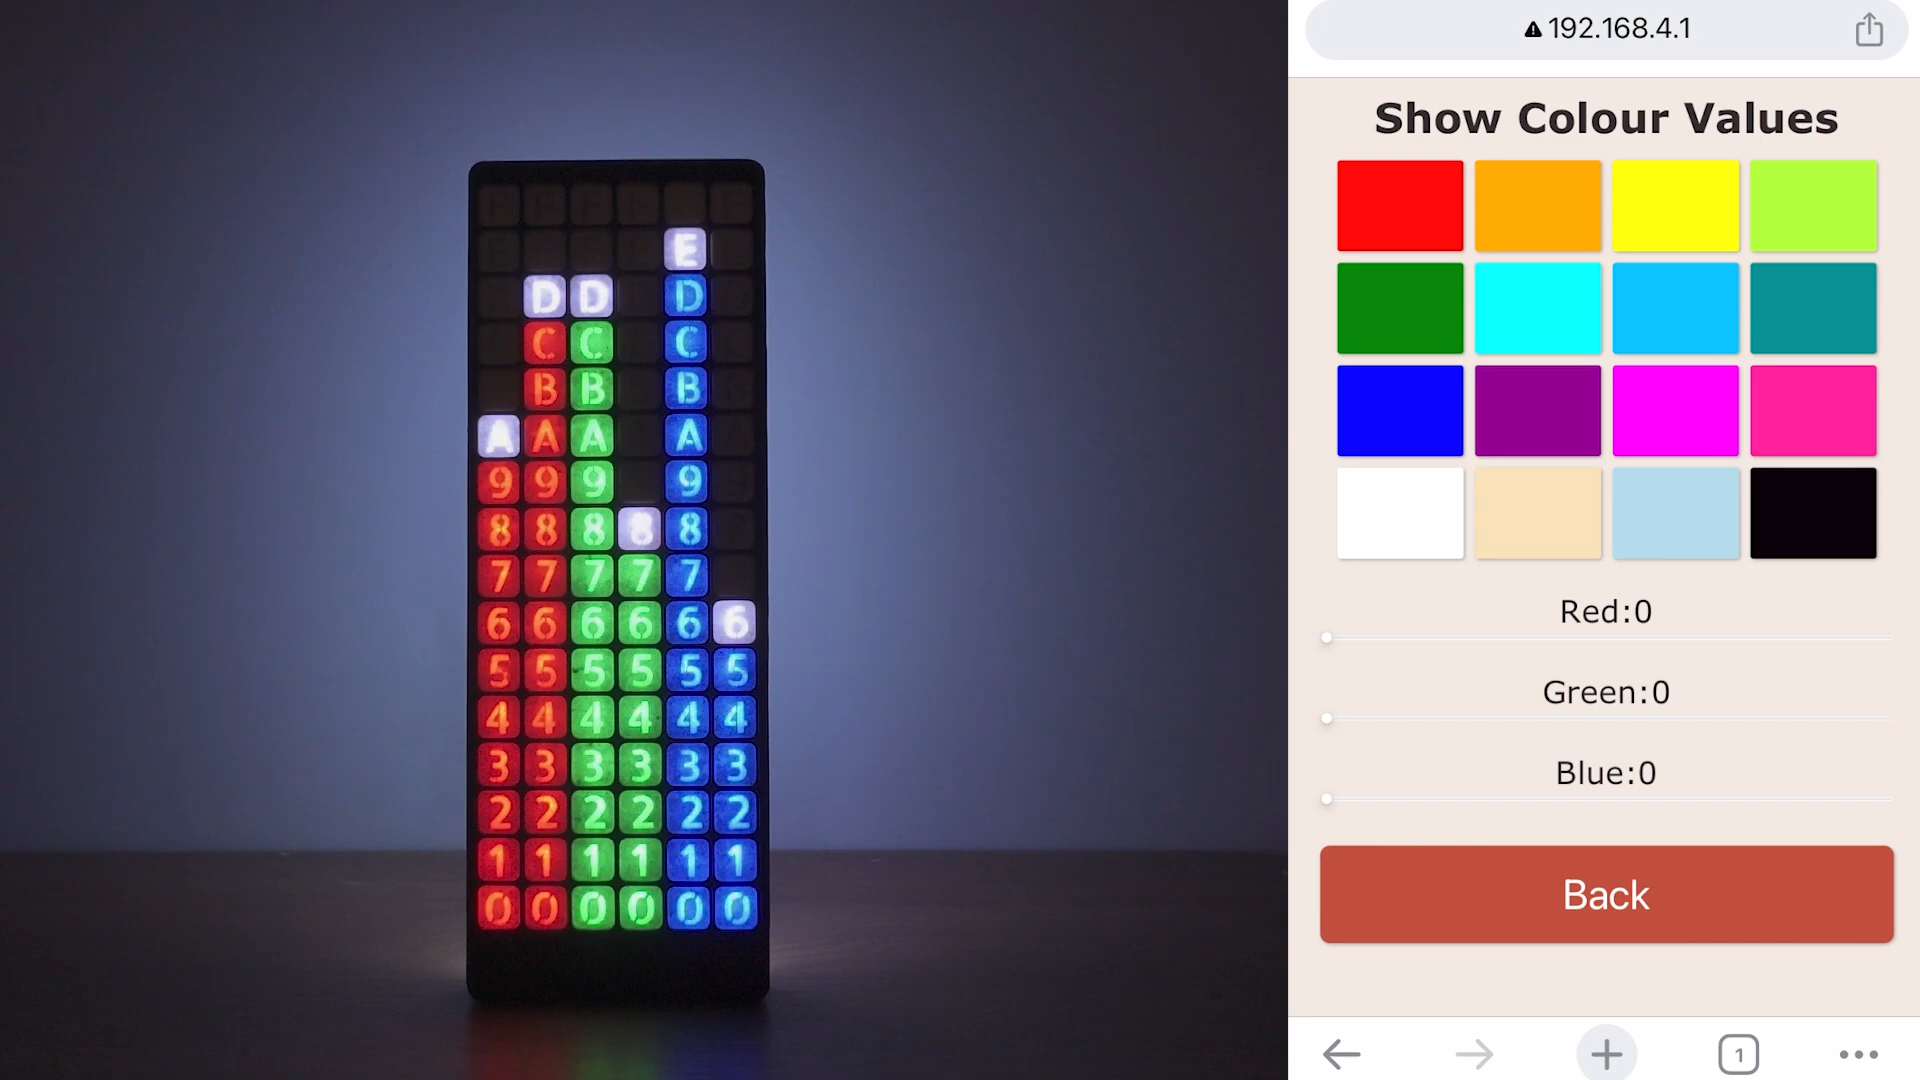 E
D D D
C C C
B B B
A A A A
9 9 9 9
8 8 8 8 8
7 7 7 7 7
6 6 6 6 6 6
5 5 5 5 5 5
4 4 4 4 4 4
3 3 3 3 3 3
2 2 2 2 2 2
1 1 1 1 1 1
0 0 0 0 0 0
192.168.4.1
Show Colour Values
Red:0
Green:0
Blue:0
Back
1